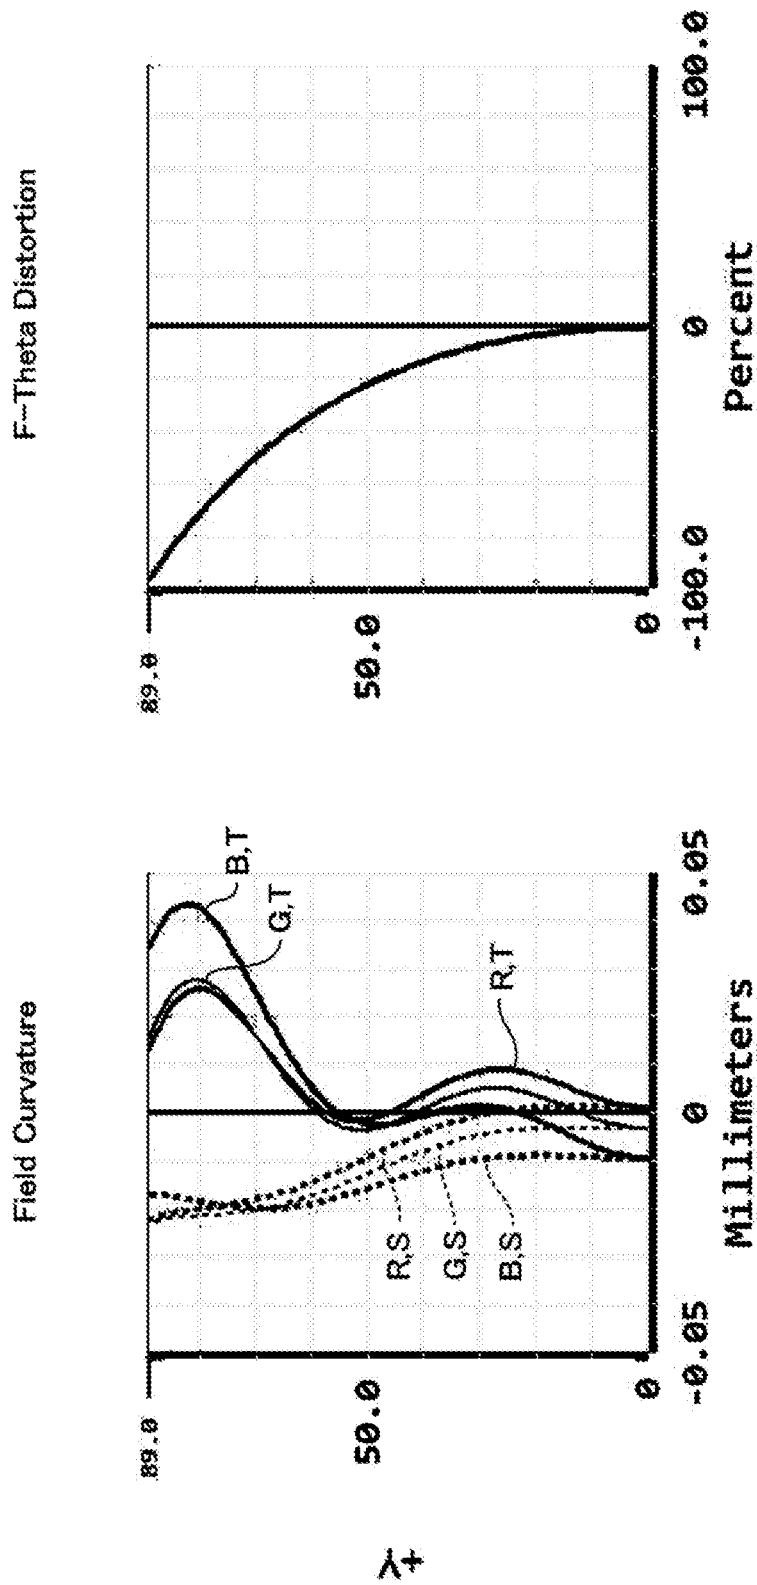 +Y
Field Curvature
89.0
50.0
0
-0.05
0
0.05
Millimeters
B,T
G,T
R,T
R,S
G,S
B,S
F-Theta Distortion
89.0
50.0
0
-100.0
0
100.0
Percent